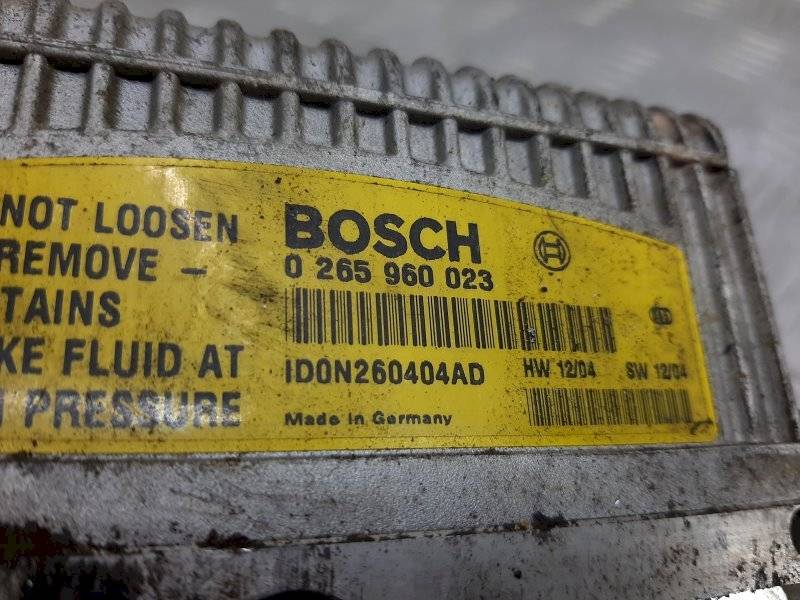 NOT LOOSEN
REMOVE –
TAINS
KE FLUID AT
PRESSURE
BOSCH
0 265 960 023
ID0N260404AD
HW 12/04 SW 12/04
Made in Germany